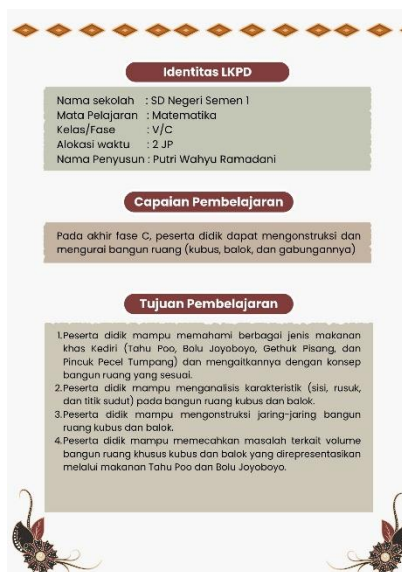 Identitas LKPD
Nama sekolah : SD Negeri Semen 1
Mata Pelajaran : Matematika
Kelas/Fase : V/C
Alokasi waktu : 2 JP
Nama Penyusun : Putri Wahyu Ramadani
Capaian Pembelajaran
Pada akhir fase C, peserta didik dapat mengonstruksi dan
mengurai bangun ruang (kubus, balok, dan gabungannya)
Tujuan Pembelajaran
1.Peserta didik mampu memahami berbagai jenis makanan
khas Kediri (Tahu Poo, Bolu Joyoboyo, Gethuk Pisang, dan
Pincuk Pecel Tumpang) dan mengaitkannya dengan konsep
bangun ruang yang sesuai.
2.Peserta didik mampu menganalisis karakteristik (sisi, rusuk,
dan titik sudut) pada bangun ruang kubus dan balok.
3.Peserta didik mampu mengonstruksi jaring-jaring bangun
ruang kubus dan balok.
4.Peserta didik mampu memecahkan masalah terkait volume
bangun ruang khusus kubus dan balok yang direpresentasikan
melalui makanan Tahu Poo dan Bolu Joyoboyo.